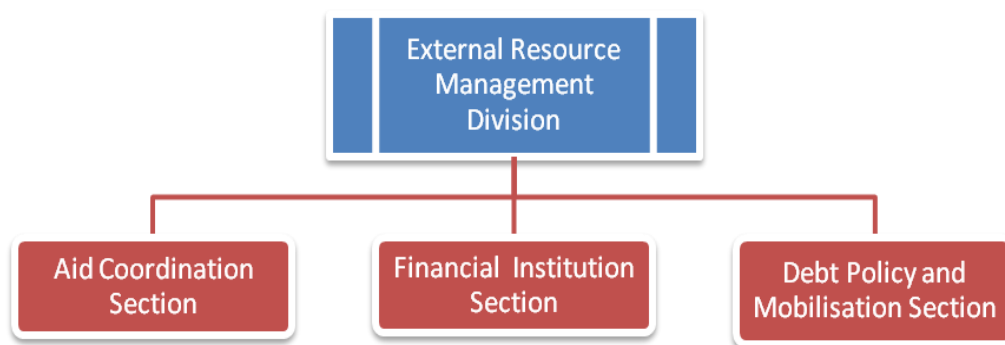 External Resource
Management
Division
Aid Coordination
Section
Financial Institution
Section
Debt Policy and
Mobilisation Section